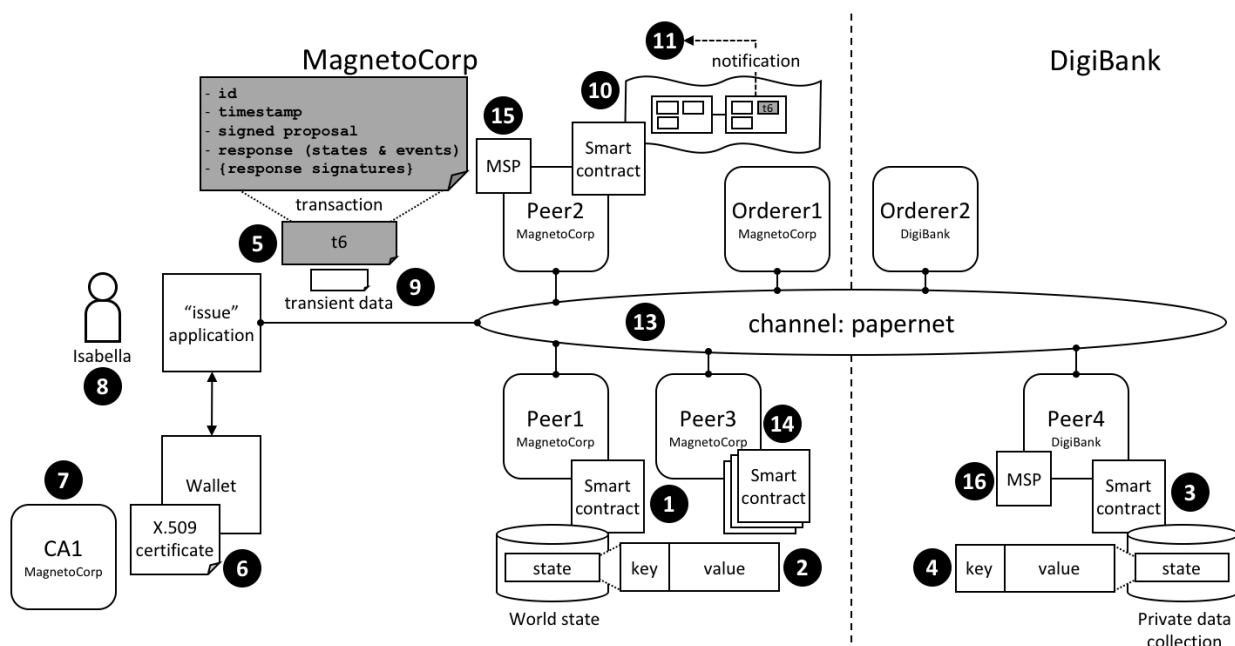 MagnetoCorp
DigiBank
11
notification
10
t6
- id
- timestamp
- signed proposal
- response (states & events)
- {response signatures}
15
MSP
Smart
contract
transaction
Peer2
MagnetoCorp
Orderer1
MagnetoCorp
Orderer2
DigiBank
5
t6
9
transient data
Isabella
8
“issue”
application
13
channel: papernet
Peer1
MagnetoCorp
Peer3
MagnetoCorp
14
Smart
contract
1
Smart
contract
Peer4
DigiBank
16
MSP
Smart
contract
3
7
CA1
MagnetoCorp
Wallet
X.509
certificate
6
state
key
value
2
World state
4
key
value
state
Private data
collection